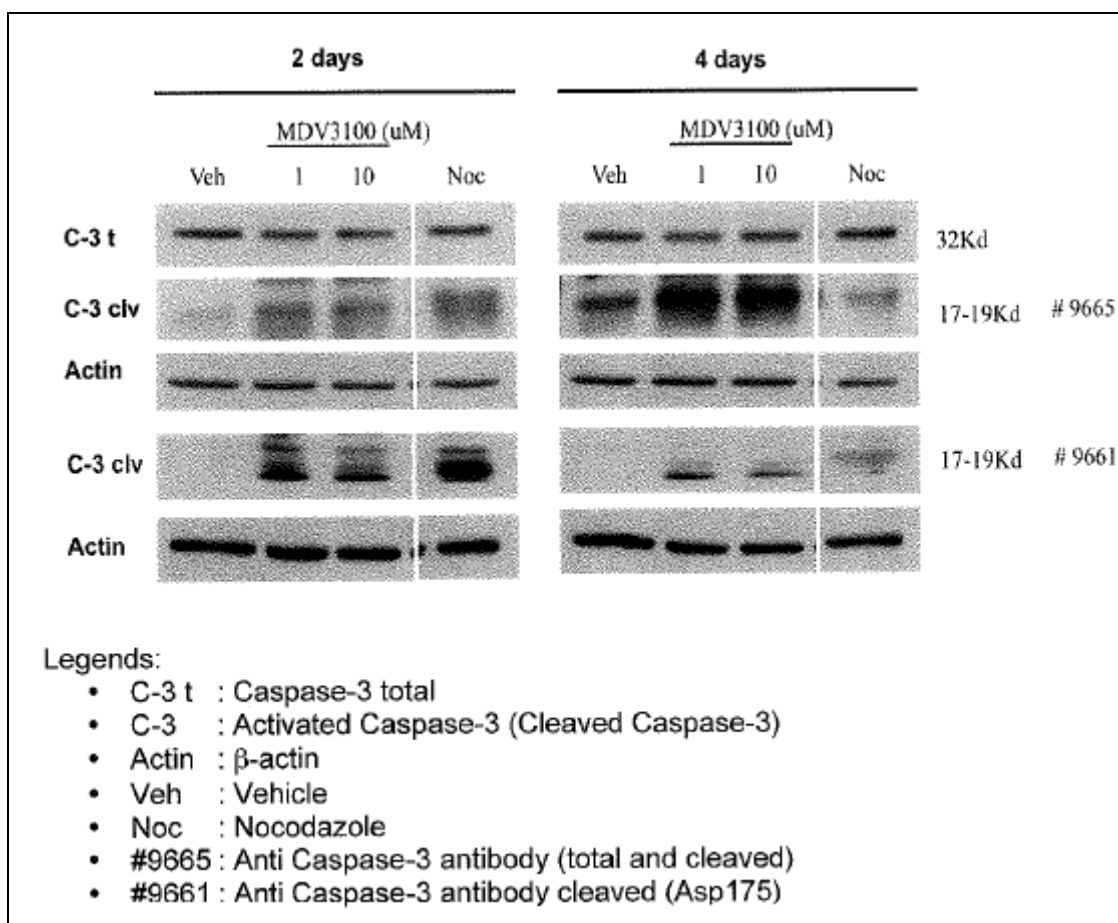 2 days 4 days
MDV3100 (uM) MDV3100 (uM)
Veh 1 10 Noc Veh 1 10 Noc
C-3 t 32Kd
C-3 clv 17-19Kd # 9665
Actin
C-3 clv 17-19Kd # 9661
Actin
Legends:
• C-3 t : Caspase-3 total
• C-3 : Activated Caspase-3 (Cleaved Caspase-3)
• Actin : β-actin
• Veh : Vehicle
• Noc : Nocodazole
• #9665 : Anti Caspase-3 antibody (total and cleaved)
• #9661 : Anti Caspase-3 antibody cleaved (Asp175)